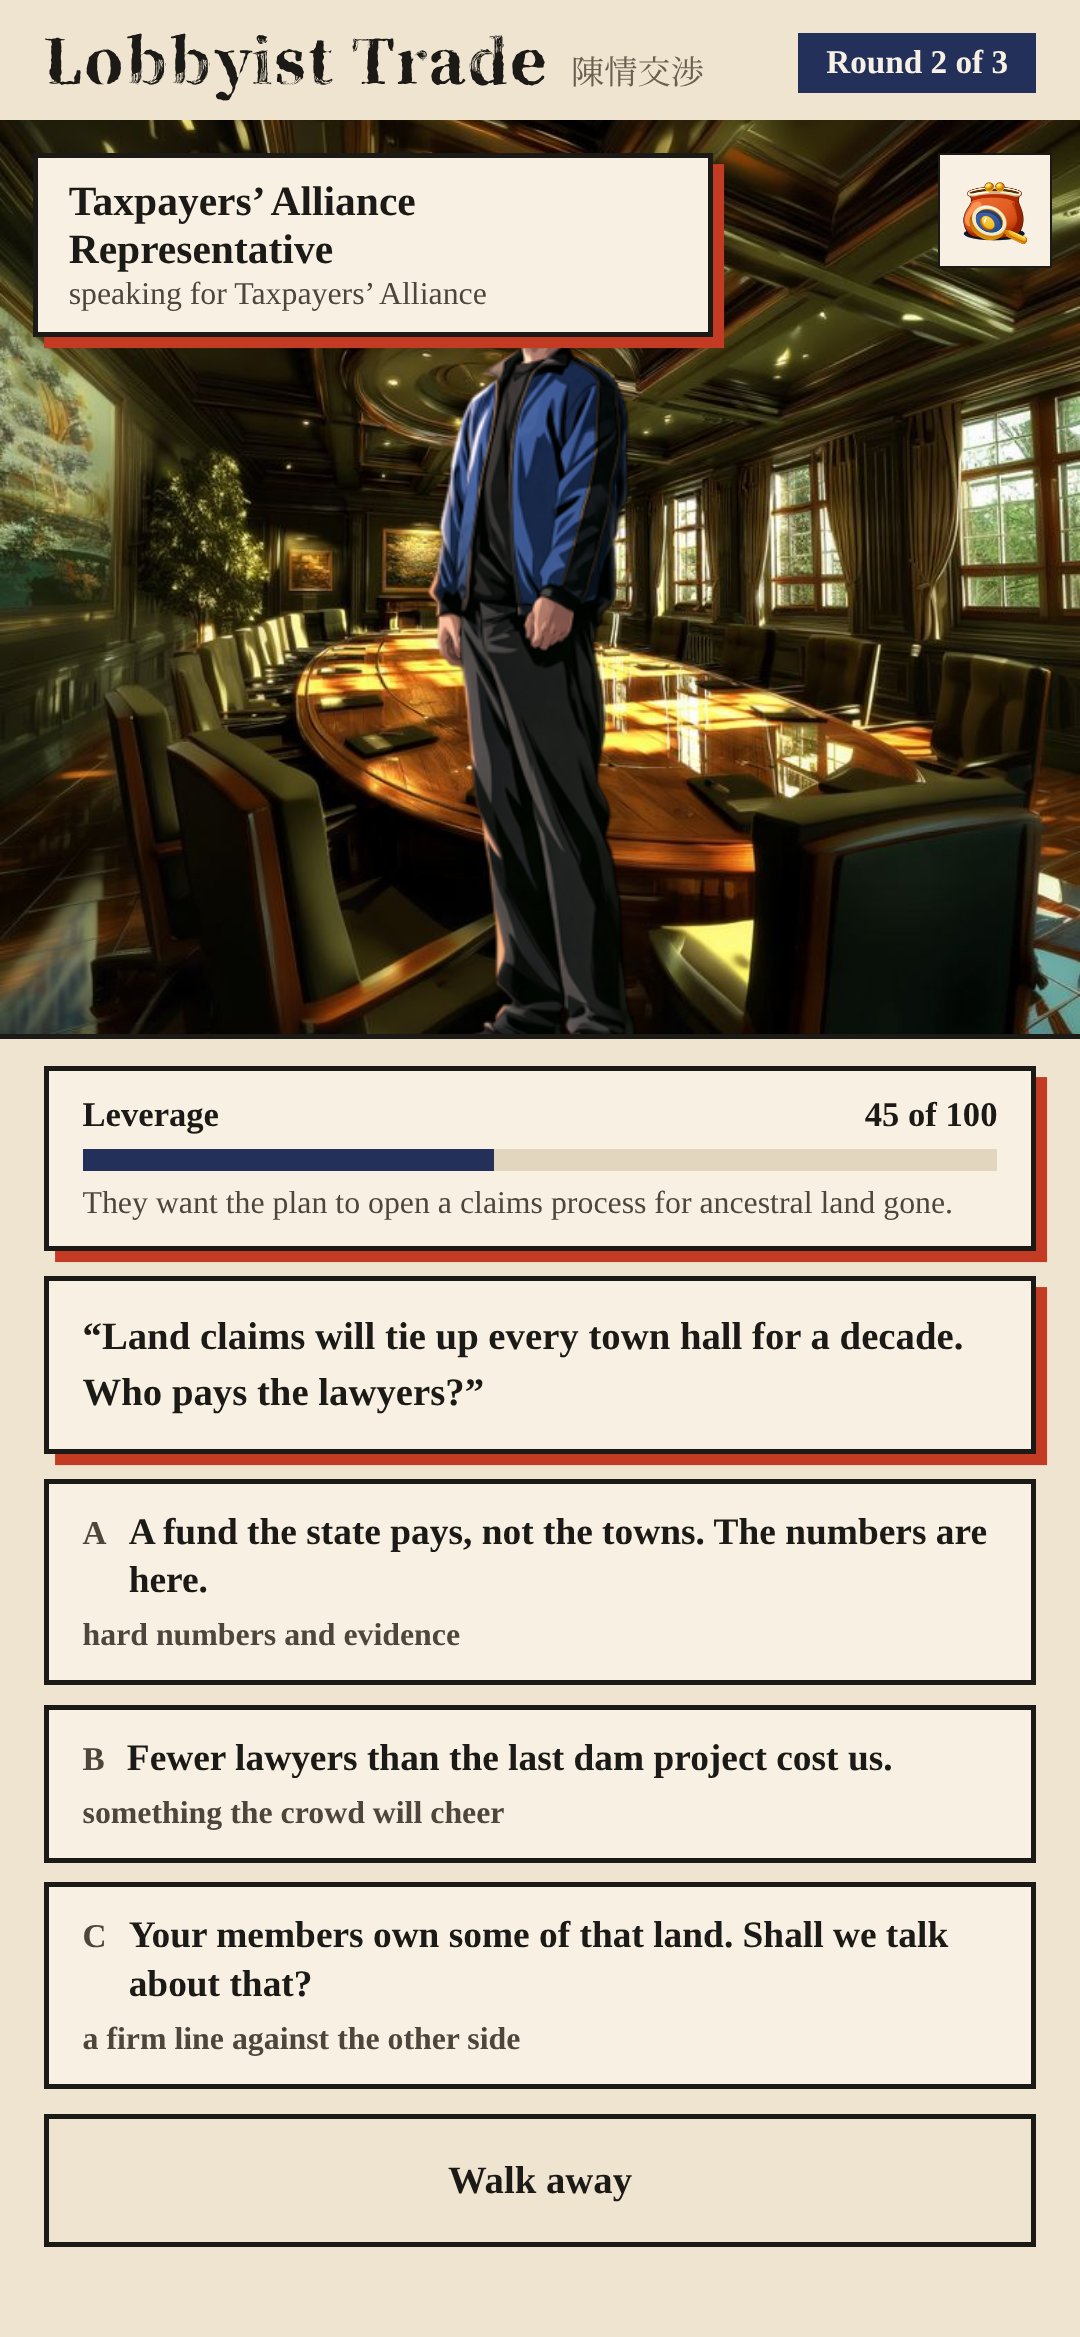 Lobbyist Trade 陳情交渉
Round 2 of 3
Taxpayers’ Alliance
Representative
speaking for Taxpayers’ Alliance
Leverage
45 of 100
They want the plan to open a claims process for ancestral land gone.
“Land claims will tie up every town hall for a decade.
Who pays the lawyers?”
A A fund the state pays, not the towns. The numbers are
here.
hard numbers and evidence
B Fewer lawyers than the last dam project cost us.
something the crowd will cheer
C Your members own some of that land. Shall we talk
about that?
a firm line against the other side
Walk away